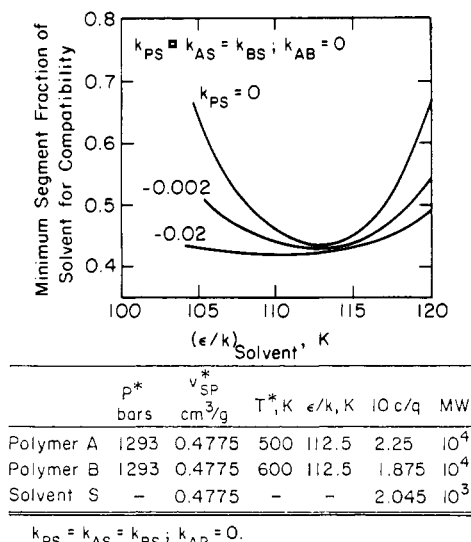 k_PS = k_AS = k_BS ; k_AB = 0
k_PS = 0
-0.002
-0.02
0.8
0.7
0.6
0.5
0.4
Minimum Segment Fraction of
Solvent for Compatibility
100 105 110 115 120
(ϵ/k)_Solvent, K
P* bars v*_SP cm³/g T*, K ϵ/k, K 10 c/q MW
Polymer A 1293 0.4775 500 112.5 2.25 10⁴
Polymer B 1293 0.4775 600 112.5 1.875 10⁴
Solvent S - 0.4775 - - 2.045 10³
k_PS = k_AS = k_BS ; k_AB = 0.